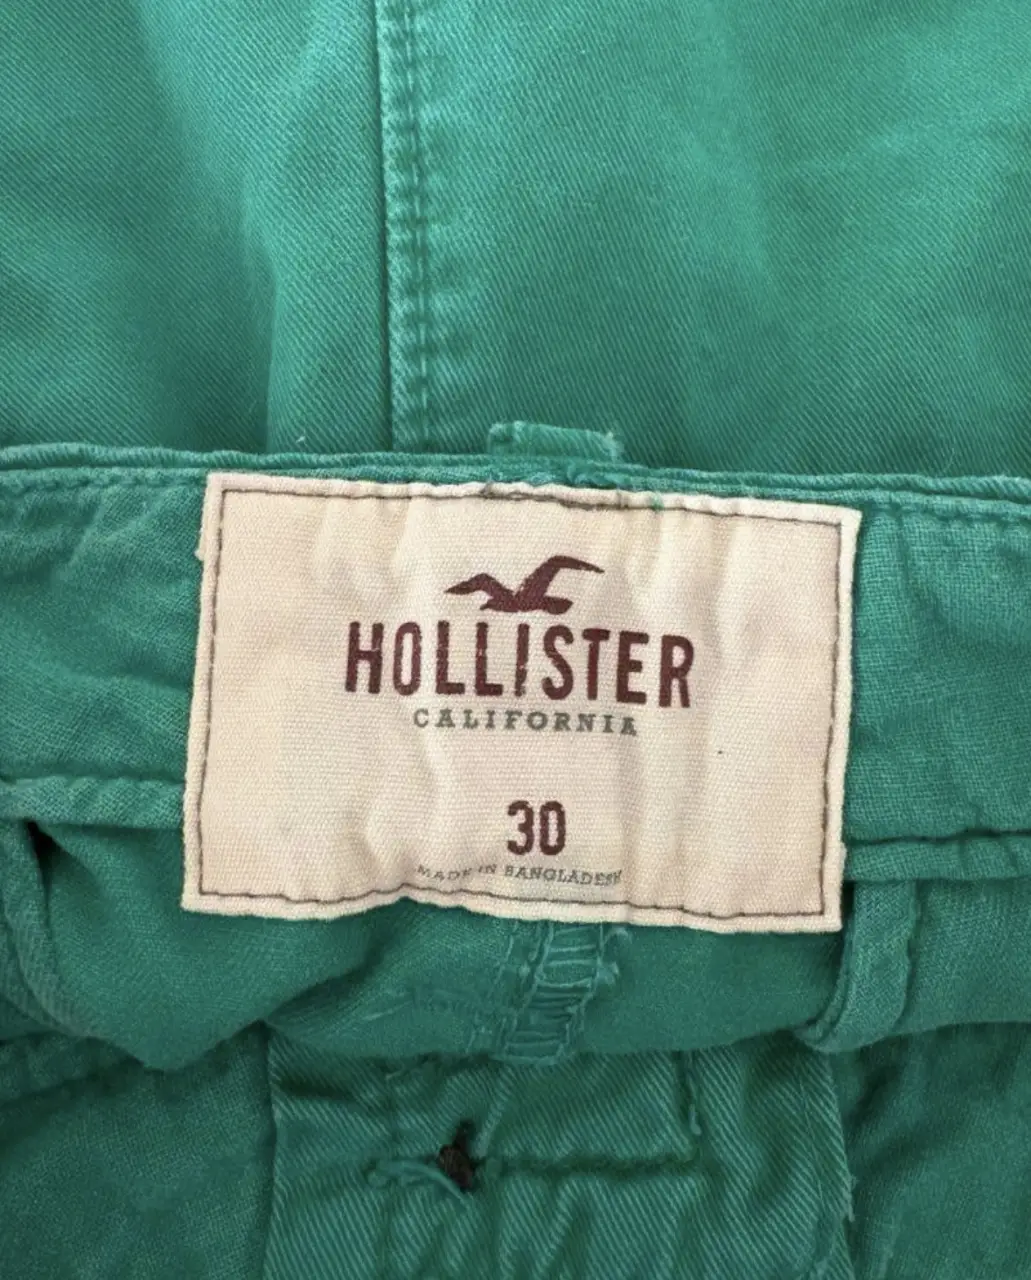 HOLLISTER
CALIFORNIA
30
MADE IN BANGLADESH